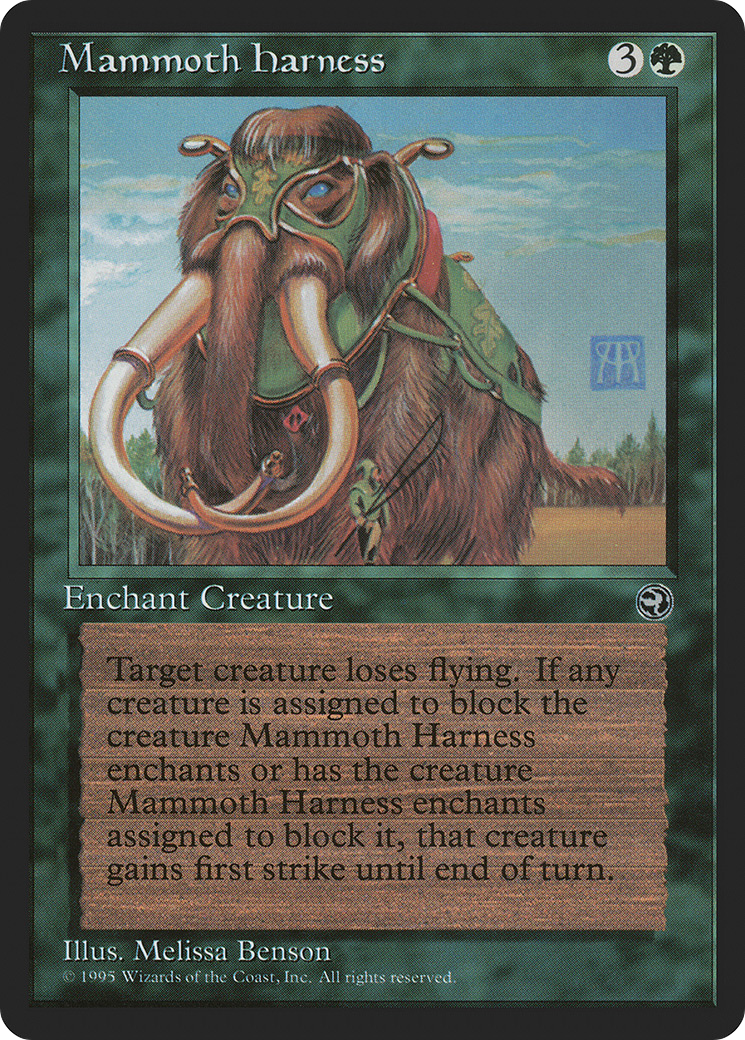 Mammoth Harness
3
Enchant Creature
Target creature loses flying. If any
creature is assigned to block the
creature Mammoth Harness
enchants or has the creature
Mammoth Harness enchants
assigned to block it, that creature
gains first strike until end of turn.
Illus. Melissa Benson
© 1995 Wizards of the Coast, Inc. All rights reserved.